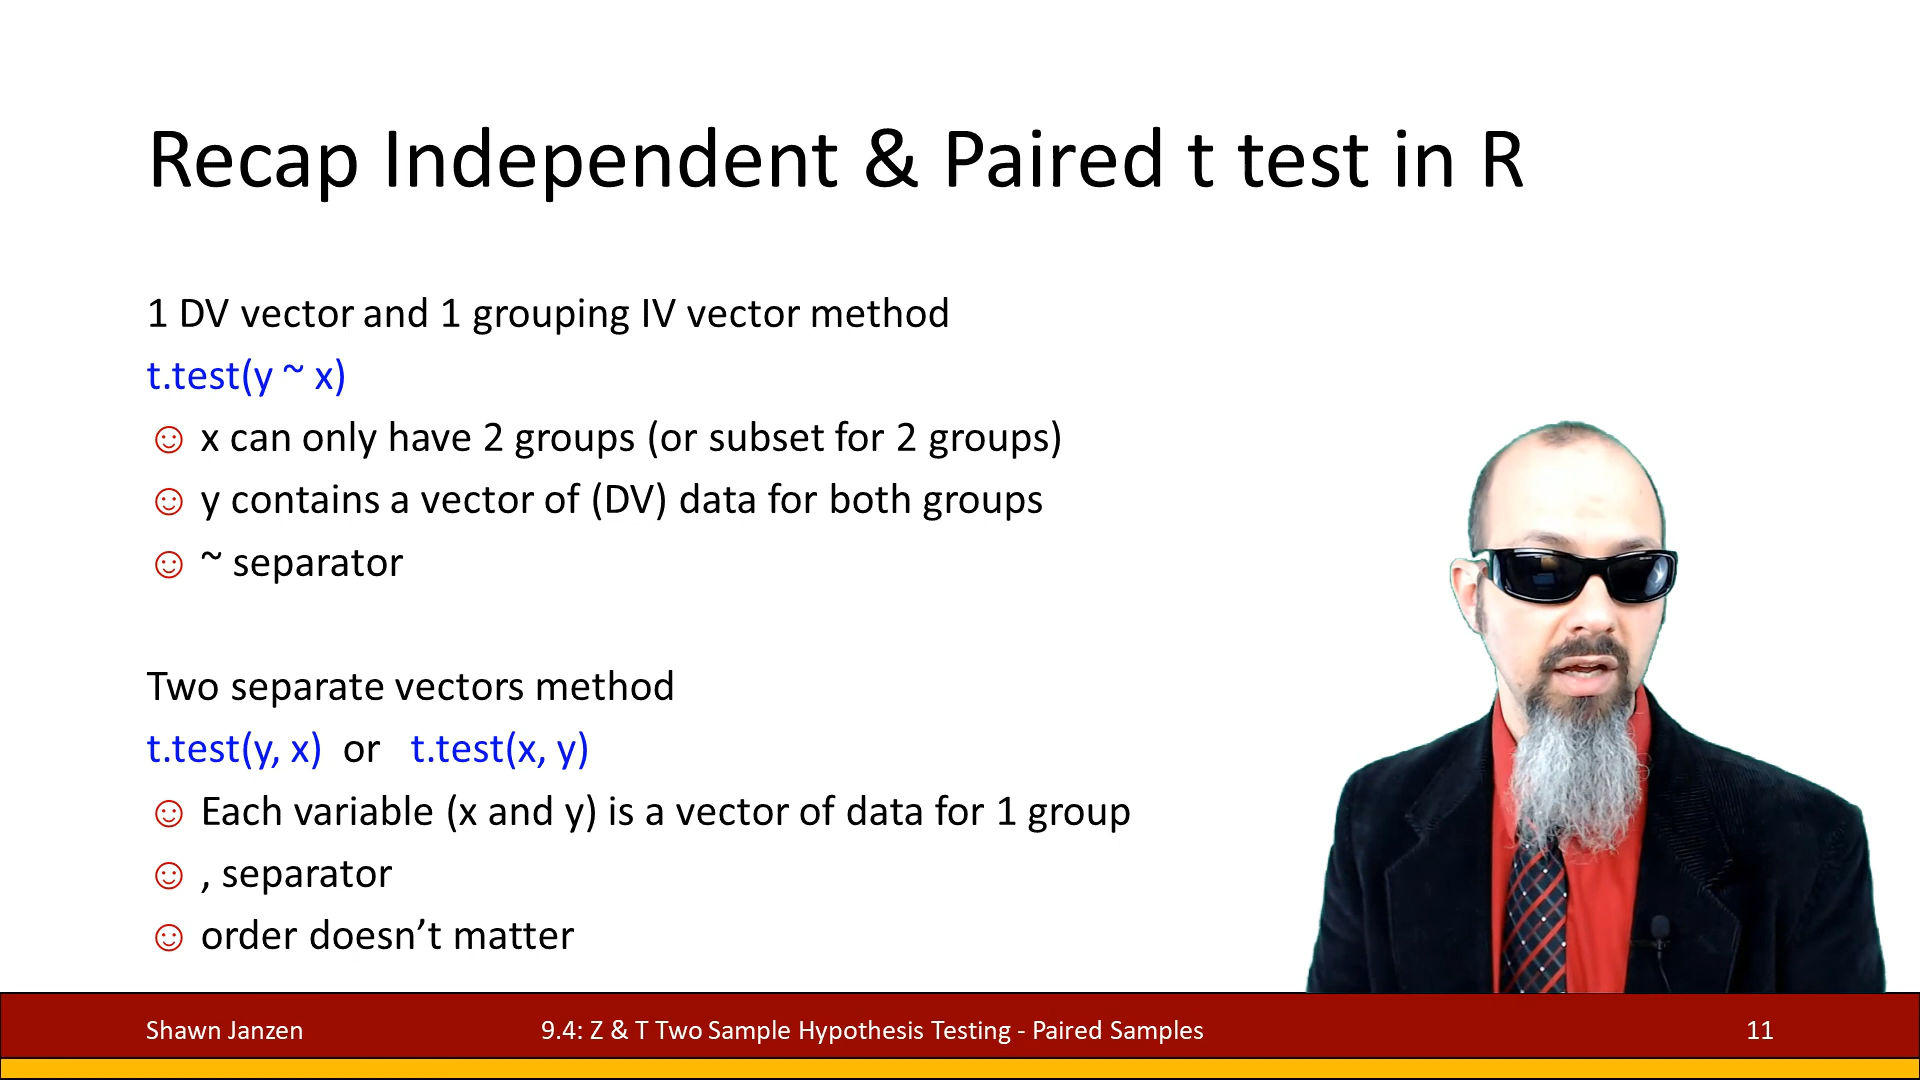 Recap Independent & Paired t test in R
1 DV vector and 1 grouping IV vector method
t.test(y ~ x)
☺ x can only have 2 groups (or subset for 2 groups)
☺ y contains a vector of (DV) data for both groups
☺ ~ separator
Two separate vectors method
t.test(y, x) or t.test(x, y)
☺ Each variable (x and y) is a vector of data for 1 group
☺ , separator
☺ order doesn’t matter
Shawn Janzen 9.4: Z & T Two Sample Hypothesis Testing - Paired Samples 11